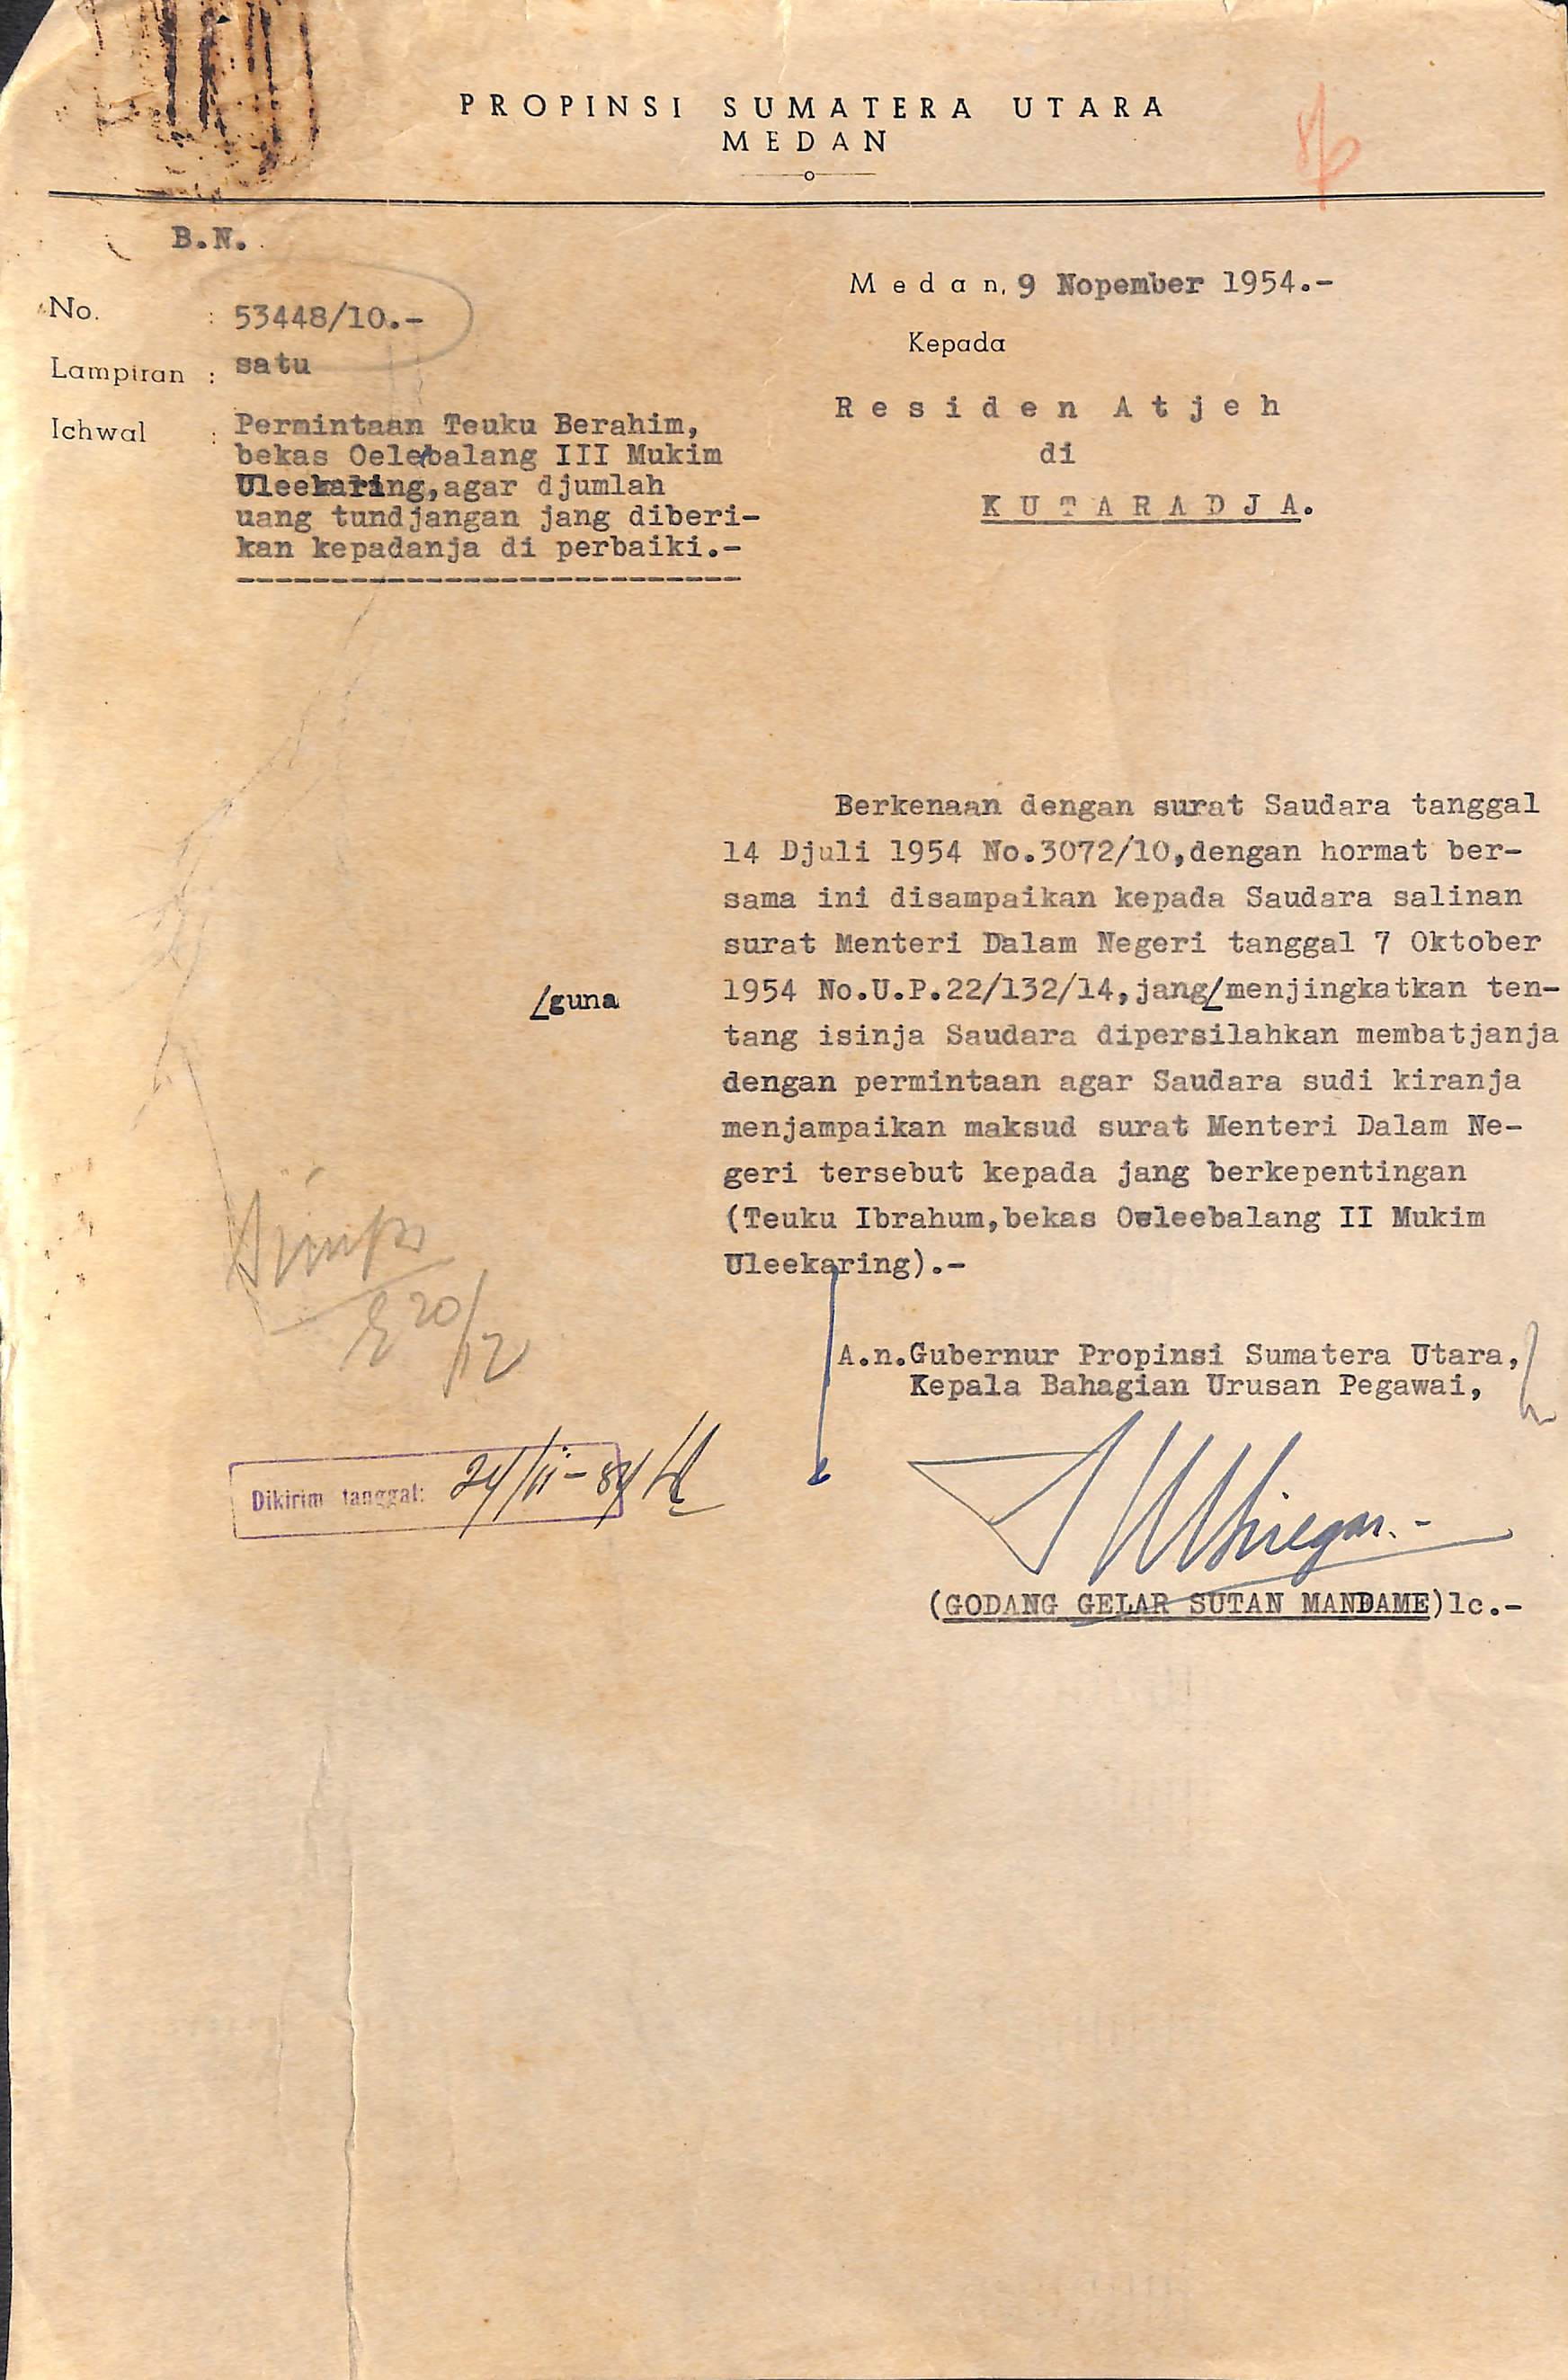 PROPINSI SUMATERA UTARA
MEDAN
B.N.
No. : 53448/10.-
Lampiran : satu
Ichwal : Permintaan Teuku Berahim,
bekas Oeleebalang III Mukim
Uleekaring,agar djumlah
uang tundjangan jang diberi-
kan kepadanja di perbaiki.-
Medan, 9 Nopember 1954.-
Kepada
Residen Atjeh
di
KUTARADJA.
Berkenaan dengan surat Saudara tanggal
14 Djuli 1954 No.3072/10,dengan hormat ber-
sama ini disampaikan kepada Saudara salinan
surat Menteri Dalam Negeri tanggal 7 Oktober
/guna
1954 No.U.P.22/132/14,jang/menjingkatkan ten-
tang isinja Saudara dipersilahkan membatjanja
dengan permintaan agar Saudara sudi kiranja
menjampaikan maksud surat Menteri Dalam Ne-
geri tersebut kepada jang berkepentingan
(Teuku Ibrahum,bekas Oeleebalang II Mukim
Uleekaring).-
20/12
A.n.Gubernur Propinsi Sumatera Utara,
Kepala Bahagian Urusan Pegawai,
Dikirim tanggal: 24/11-54
(GODANG GELAR SUTAN MANDAME)lc.-